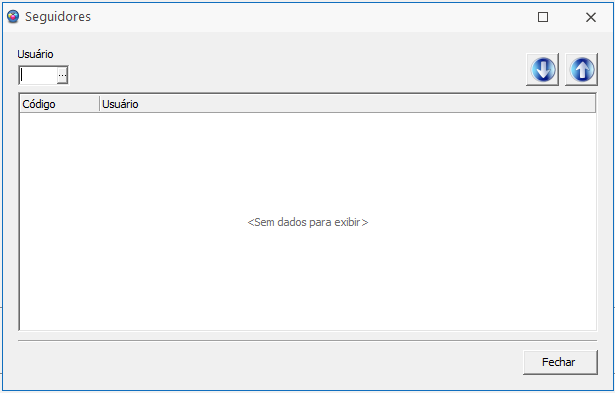 Seguidores
Usuário
...
Código Usuário
<Sem dados para exibir>
Fechar